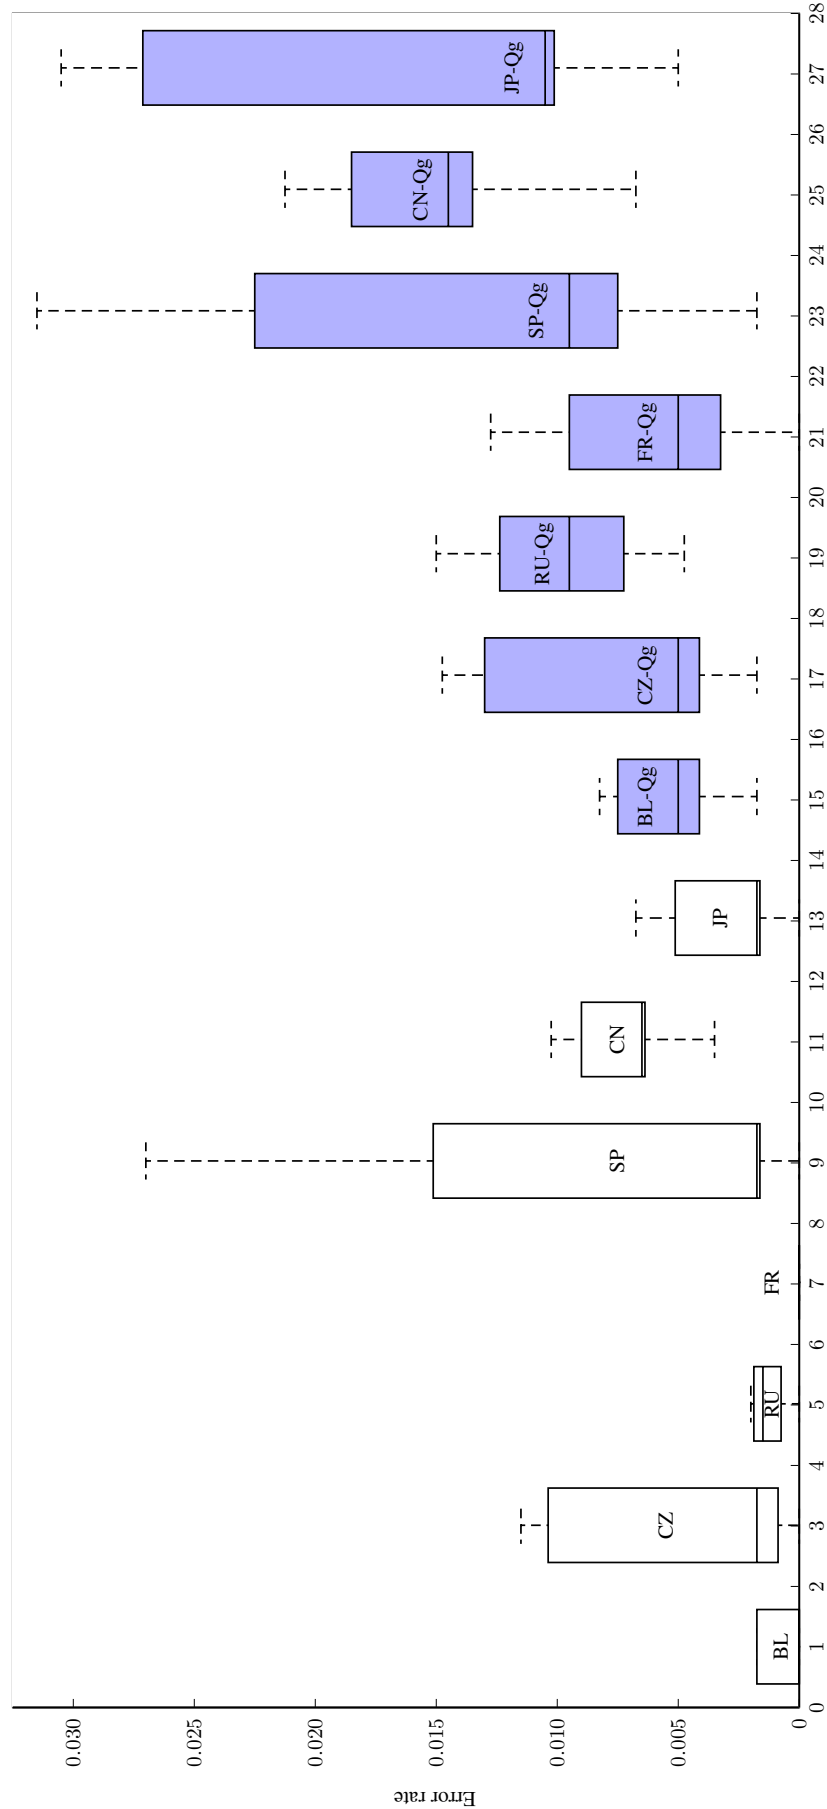 Error rate
0.030
0.025
0.020
0.015
0.010
0.005
0
BL
CZ
RU
FR
SP
CN
JP
BL-Qg
CZ-Qg
RU-Qg
FR-Qg
SP-Qg
CN-Qg
JP-Qg
0 1 2 3 4 5 6 7 8 9 10 11 12 13 14 15 16 17 18 19 20 21 22 23 24 25 26 27 28